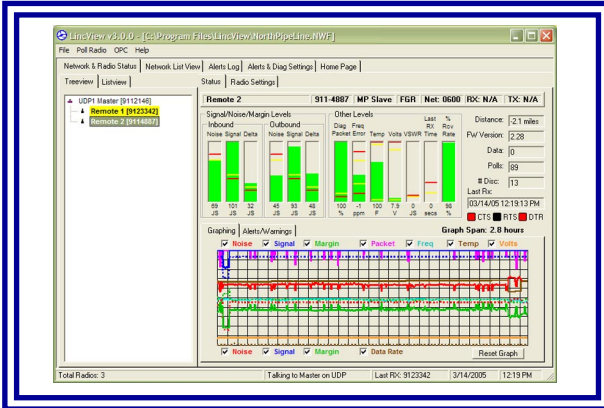 LincView v3.0.0 - [C:\Program Files\LincView\NorthPipeLine.NWF]
File Poll Radio OPC Help
Network & Radio Status Network List View Alerts Log Alerts & Diag Settings Home Page
Treeview Listview Status Radio Settings
UDP1 Master [9112146]
Remote 1 [9123342]
Remote 2 [9114887]
Remote 2 911-4887 MP Slave FGR Net: 0600 RX: N/A TX: N/A
Signal/Noise/Margin Levels
Inbound Outbound
Noise Signal Delta Noise Signal Delta
69 101 32 45 93 48
JS JS JS JS JS JS
Other Levels
Diag Packet Freq Error Temp Volts VSWR Last RX Time % Rcv Rate
100 -1 100 7.9 0 0 98
% ppm F V JS secs %
Distance: -2.1 miles
FW Version: 2.28
Data: 0
Polls: 89
# Disc: 13
Last Rx:
03/14/05 12:19:13 PM
CTS RTS DTR
Graphing Alerts/Warnings Graph Span: 2.8 hours
Noise Signal Margin Packet Freq Temp Volts
Noise Signal Margin Data Rate Reset Graph
Total Radios: 3 Talking to Master on UDP Last RX: 9123342 3/14/2005 12:19 PM